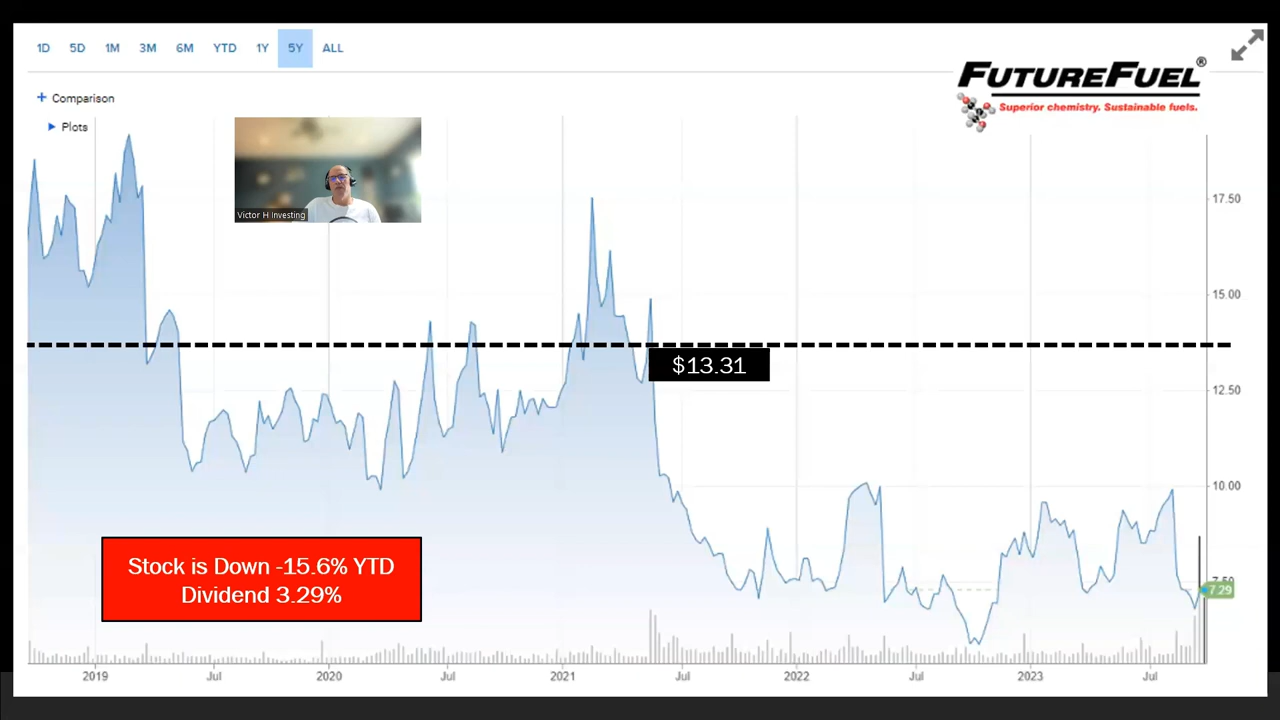 1D 5D 1M 3M 6M YTD 1Y 5Y ALL
FUTUREFUEL®
Superior chemistry. Sustainable fuels.
+ Comparison
Plots
Victor H Investing
17.50
15.00
$13.31
12.50
10.00
7.50
7.29
Stock is Down -15.6% YTD
Dividend 3.29%
2019 Jul 2020 Jul 2021 Jul 2022 Jul 2023 Jul